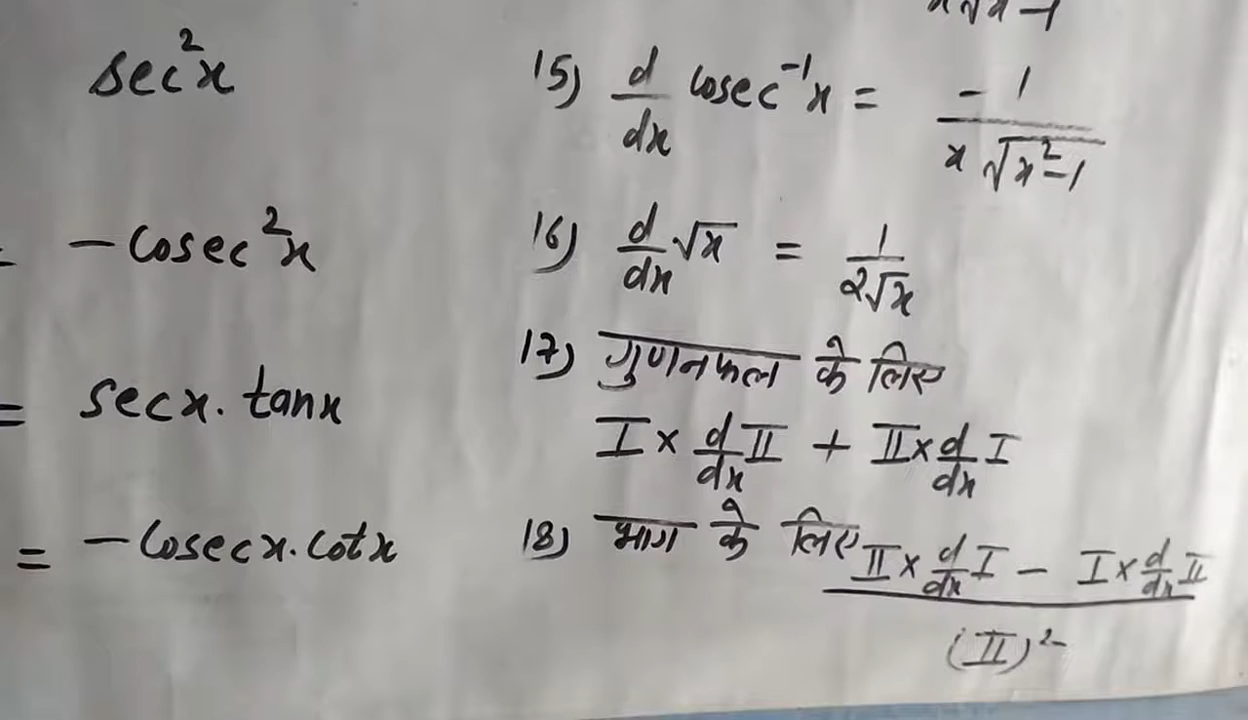 sec²x
- cosec²x
= secx. tanx
= - cosecx. cotx
x√x-1
15) d/dx cosec⁻¹x = -1/x√x²-1
16) d/dx √x = 1/2√x
17) गुणनफल के लिए
I × d/dx II + II × d/dx I
18) भाग के लिए II × d/dx I - I × d/dx II
(II)²